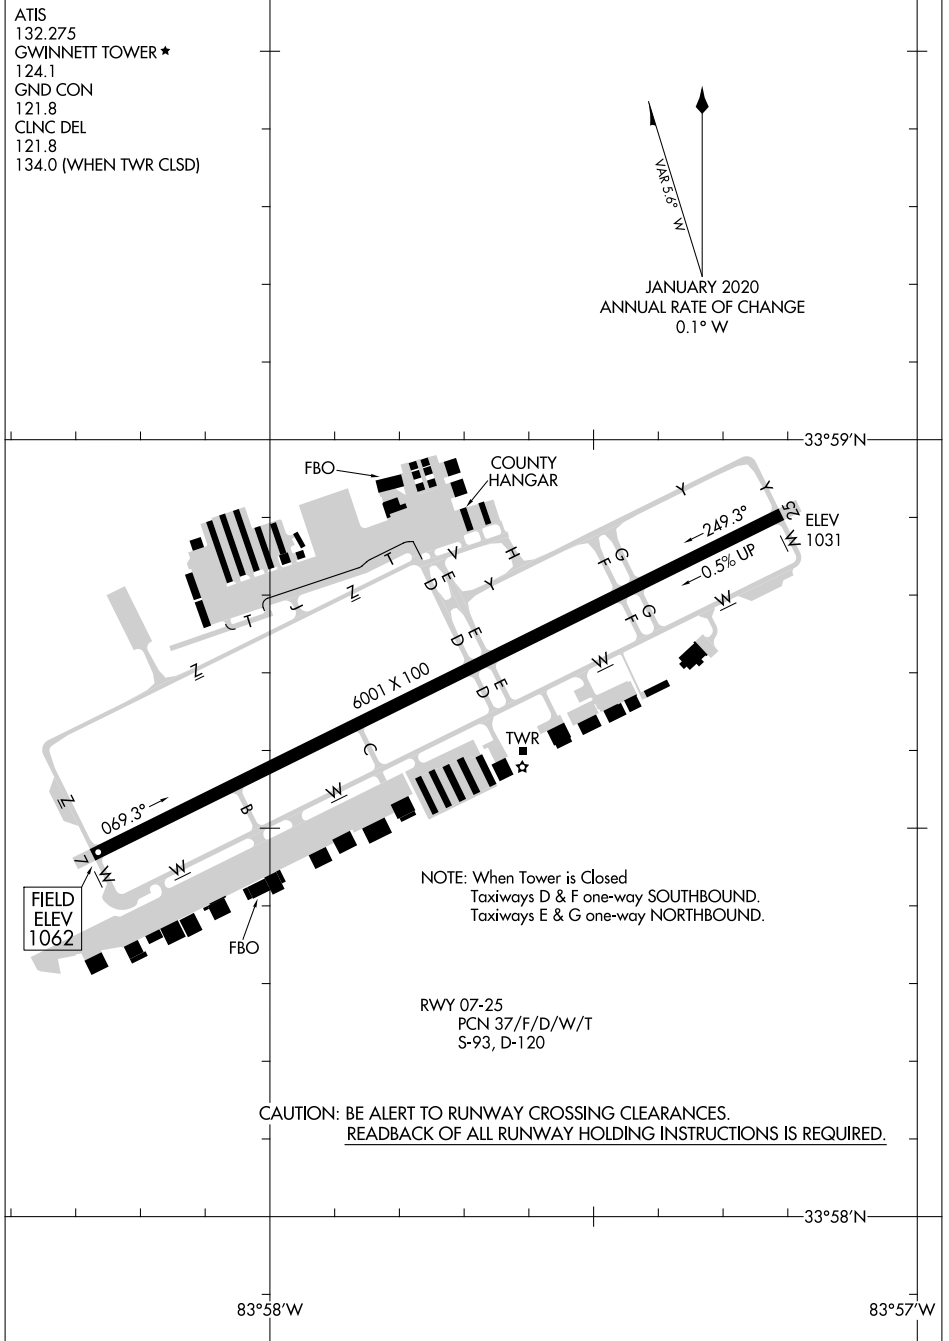 ATIS
132.275
GWINNETT TOWER ★
124.1
GND CON
121.8
CLNC DEL
121.8
134.0 (WHEN TWR CLSD)
VAR 5.6° W
JANUARY 2020
ANNUAL RATE OF CHANGE
0.1° W
33°59'N
FBO
COUNTY
HANGAR
Y
Y
25
ELEV
1031
W
249.3°
0.5% UP
V
H
G
F
T
D
E
Y
Z
J
C
T
J
G
F
W
E
D
Z
W
6001 X 100
E
D
TWR
C
W
Z
069.3°
B
7
W
W
FIELD
ELEV
1062
FBO
NOTE: When Tower is Closed
Taxiways D & F one-way SOUTHBOUND.
Taxiways E & G one-way NORTHBOUND.
RWY 07-25
PCN 37/F/D/W/T
S-93, D-120
CAUTION: BE ALERT TO RUNWAY CROSSING CLEARANCES.
READBACK OF ALL RUNWAY HOLDING INSTRUCTIONS IS REQUIRED.
33°58'N
83°58'W
83°57'W